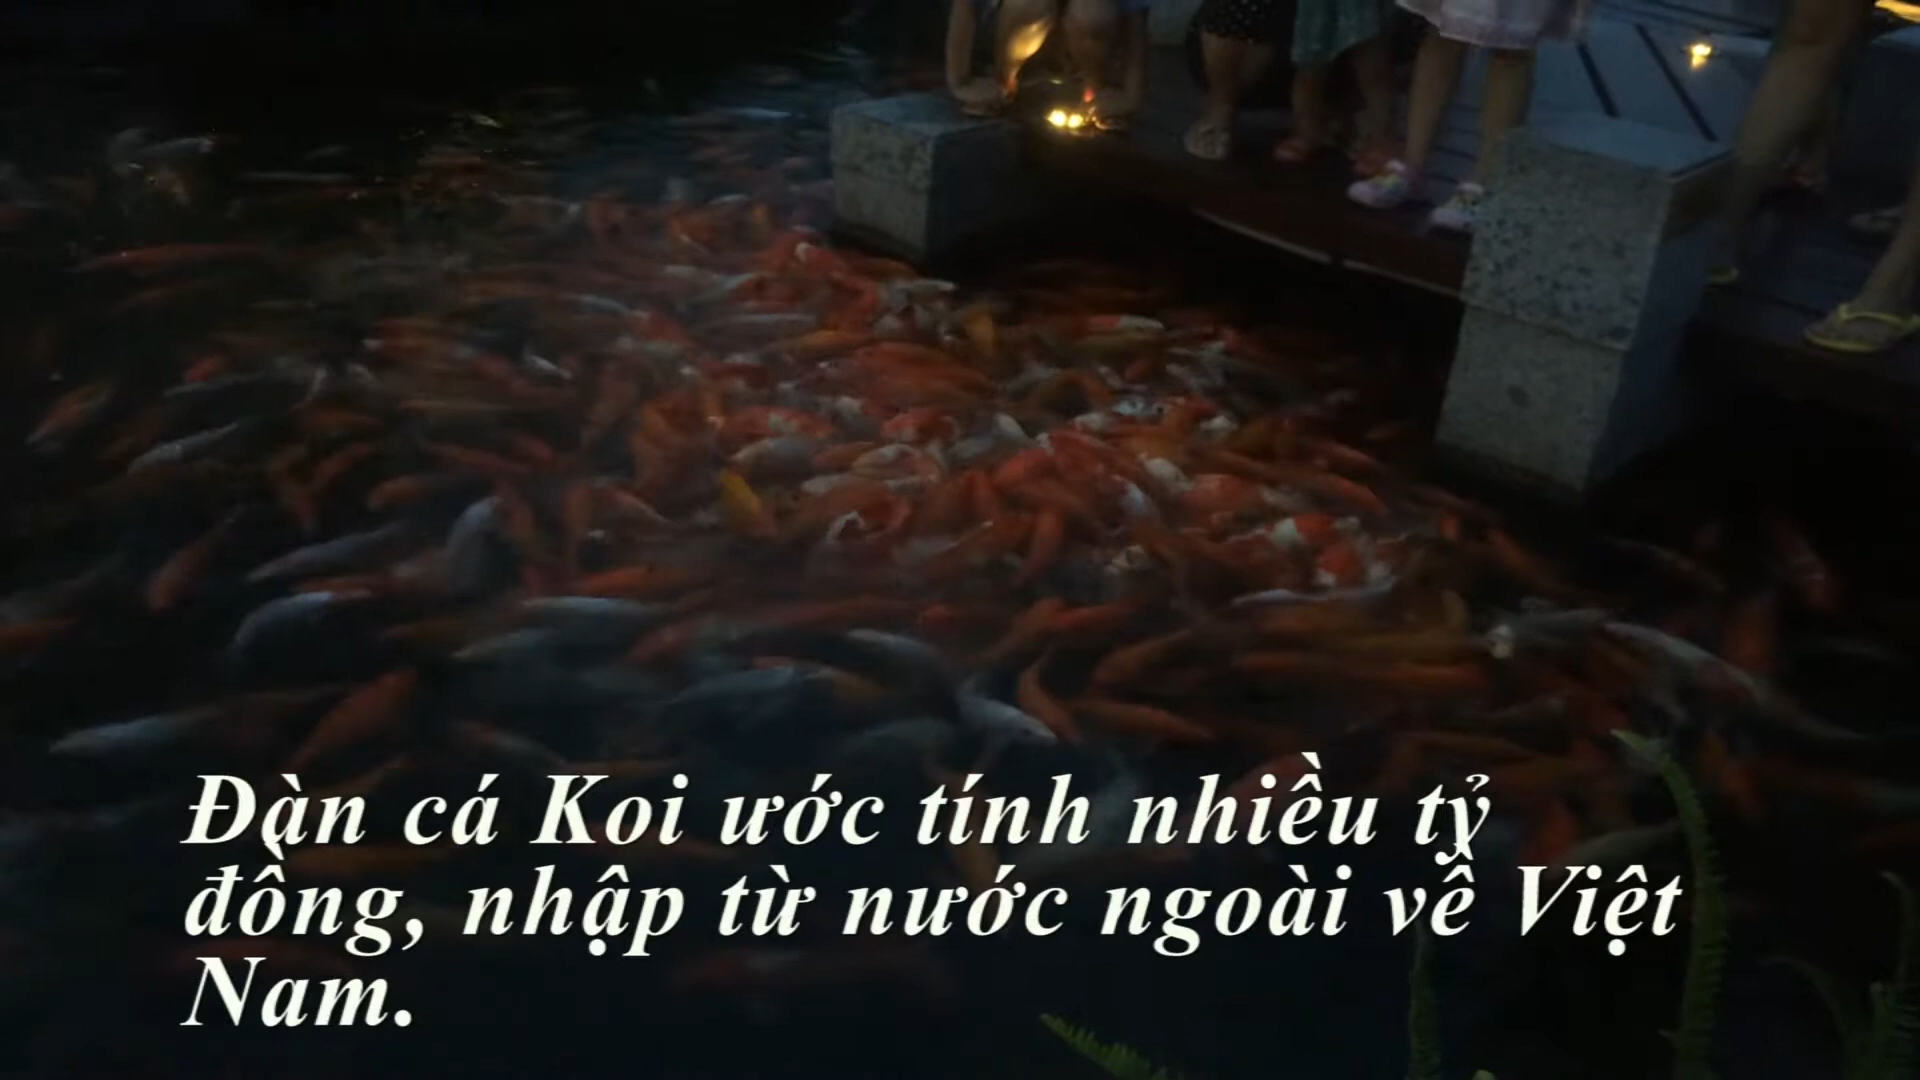 Đàn cá Koi ước tính nhiều tỷ
đồng, nhập từ nước ngoài về Việt
Nam.